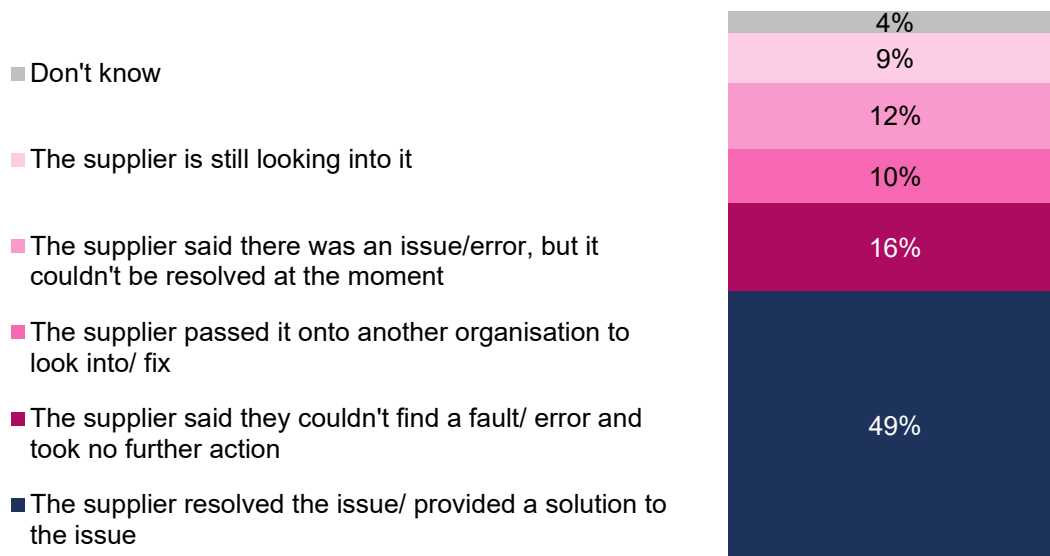 Don't know
The supplier is still looking into it
The supplier said there was an issue/error, but it
couldn't be resolved at the moment
The supplier passed it onto another organisation to
look into/ fix
The supplier said they couldn't find a fault/ error and
took no further action
The supplier resolved the issue/ provided a solution to
the issue
4%
9%
12%
10%
16%
49%